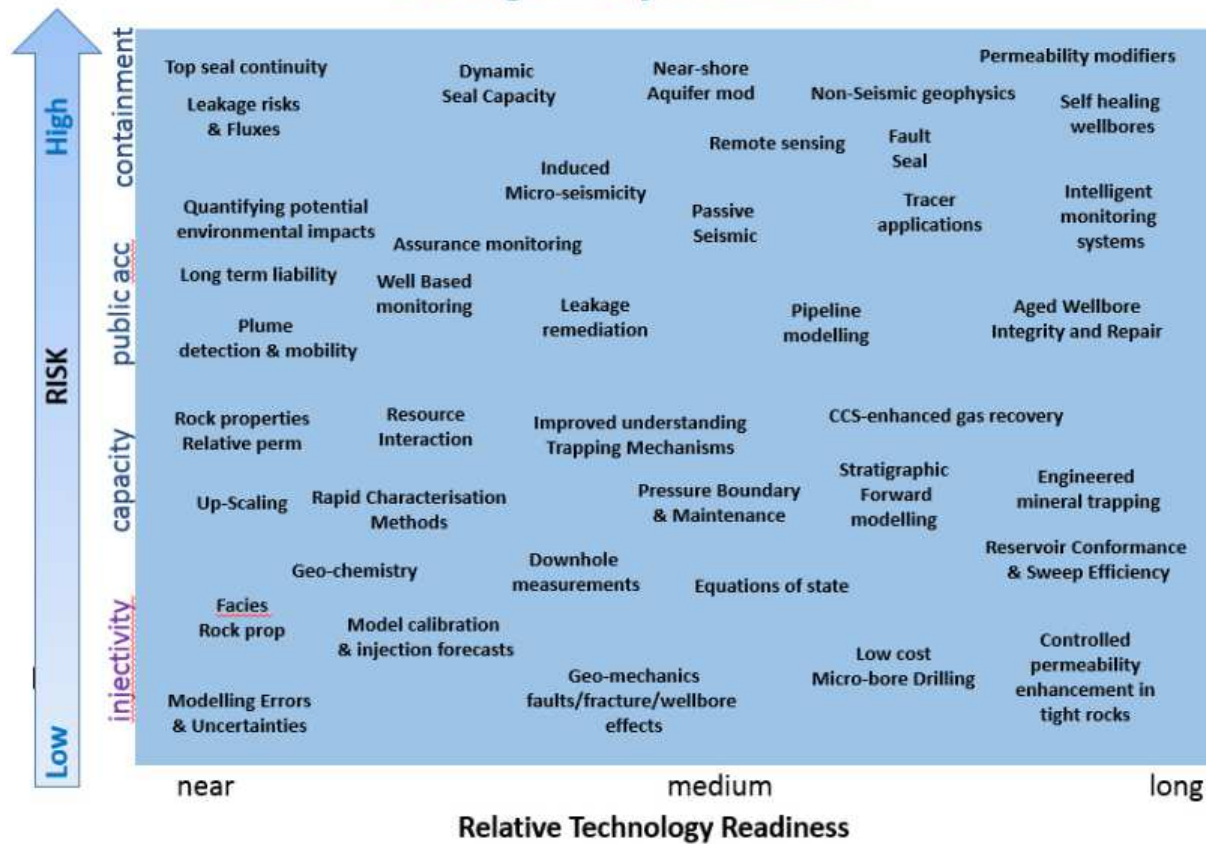 High
RISK
Low
containment
public acc
capacity
injectivity
Top seal continuity
Leakage risks
& Fluxes
Dynamic
Seal Capacity
Near-shore
Aquifer mod
Permeability modifiers
Non-Seismic geophysics
Self healing
wellbores
Remote sensing
Fault
Seal
Induced
Micro-seismicity
Quantifying potential
environmental impacts
Assurance monitoring
Passive
Seismic
Tracer
applications
Intelligent
monitoring
systems
Long term liability
Well Based
monitoring
Plume
detection & mobility
Leakage
remediation
Pipeline
modelling
Aged Wellbore
Integrity and Repair
Rock properties
Relative perm
Resource
Interaction
Improved understanding
Trapping Mechanisms
CCS-enhanced gas recovery
Up-Scaling
Rapid Characterisation
Methods
Pressure Boundary
& Maintenance
Stratigraphic
Forward
modelling
Engineered
mineral trapping
Geo-chemistry
Downhole
measurements
Equations of state
Reservoir Conformance
& Sweep Efficiency
Facies
Rock prop
Model calibration
& injection forecasts
Modelling Errors
& Uncertainties
Geo-mechanics
faults/fracture/wellbore
effects
Low cost
Micro-bore Drilling
Controlled
permeability
enhancement in
tight rocks
near
medium
long
Relative Technology Readiness